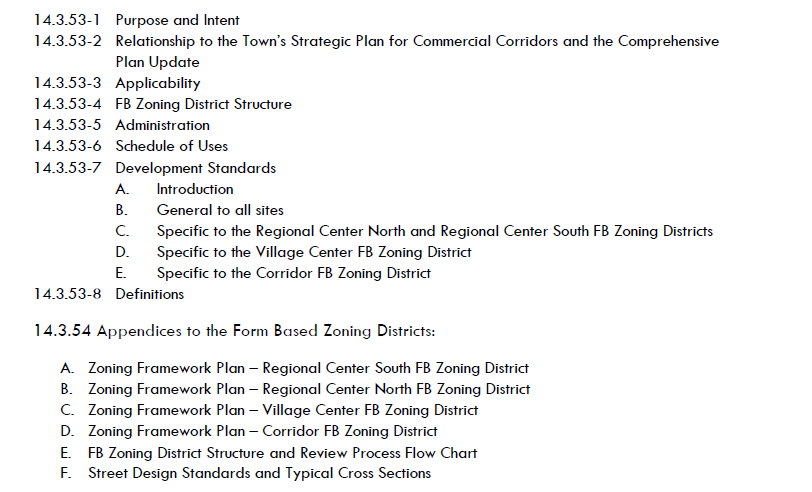 14.3.53-1 Purpose and Intent
14.3.53-2 Relationship to the Town's Strategic Plan for Commercial Corridors and the Comprehensive
Plan Update
14.3.53-3 Applicability
14.3.53-4 FB Zoning District Structure
14.3.53-5 Administration
14.3.53-6 Schedule of Uses
14.3.53-7 Development Standards
A. Introduction
B. General to all sites
C. Specific to the Regional Center North and Regional Center South FB Zoning Districts
D. Specific to the Village Center FB Zoning District
E. Specific to the Corridor FB Zoning District
14.3.53-8 Definitions
14.3.54 Appendices to the Form Based Zoning Districts:
A. Zoning Framework Plan – Regional Center South FB Zoning District
B. Zoning Framework Plan – Regional Center North FB Zoning District
C. Zoning Framework Plan – Village Center FB Zoning District
D. Zoning Framework Plan – Corridor FB Zoning District
E. FB Zoning District Structure and Review Process Flow Chart
F. Street Design Standards and Typical Cross Sections